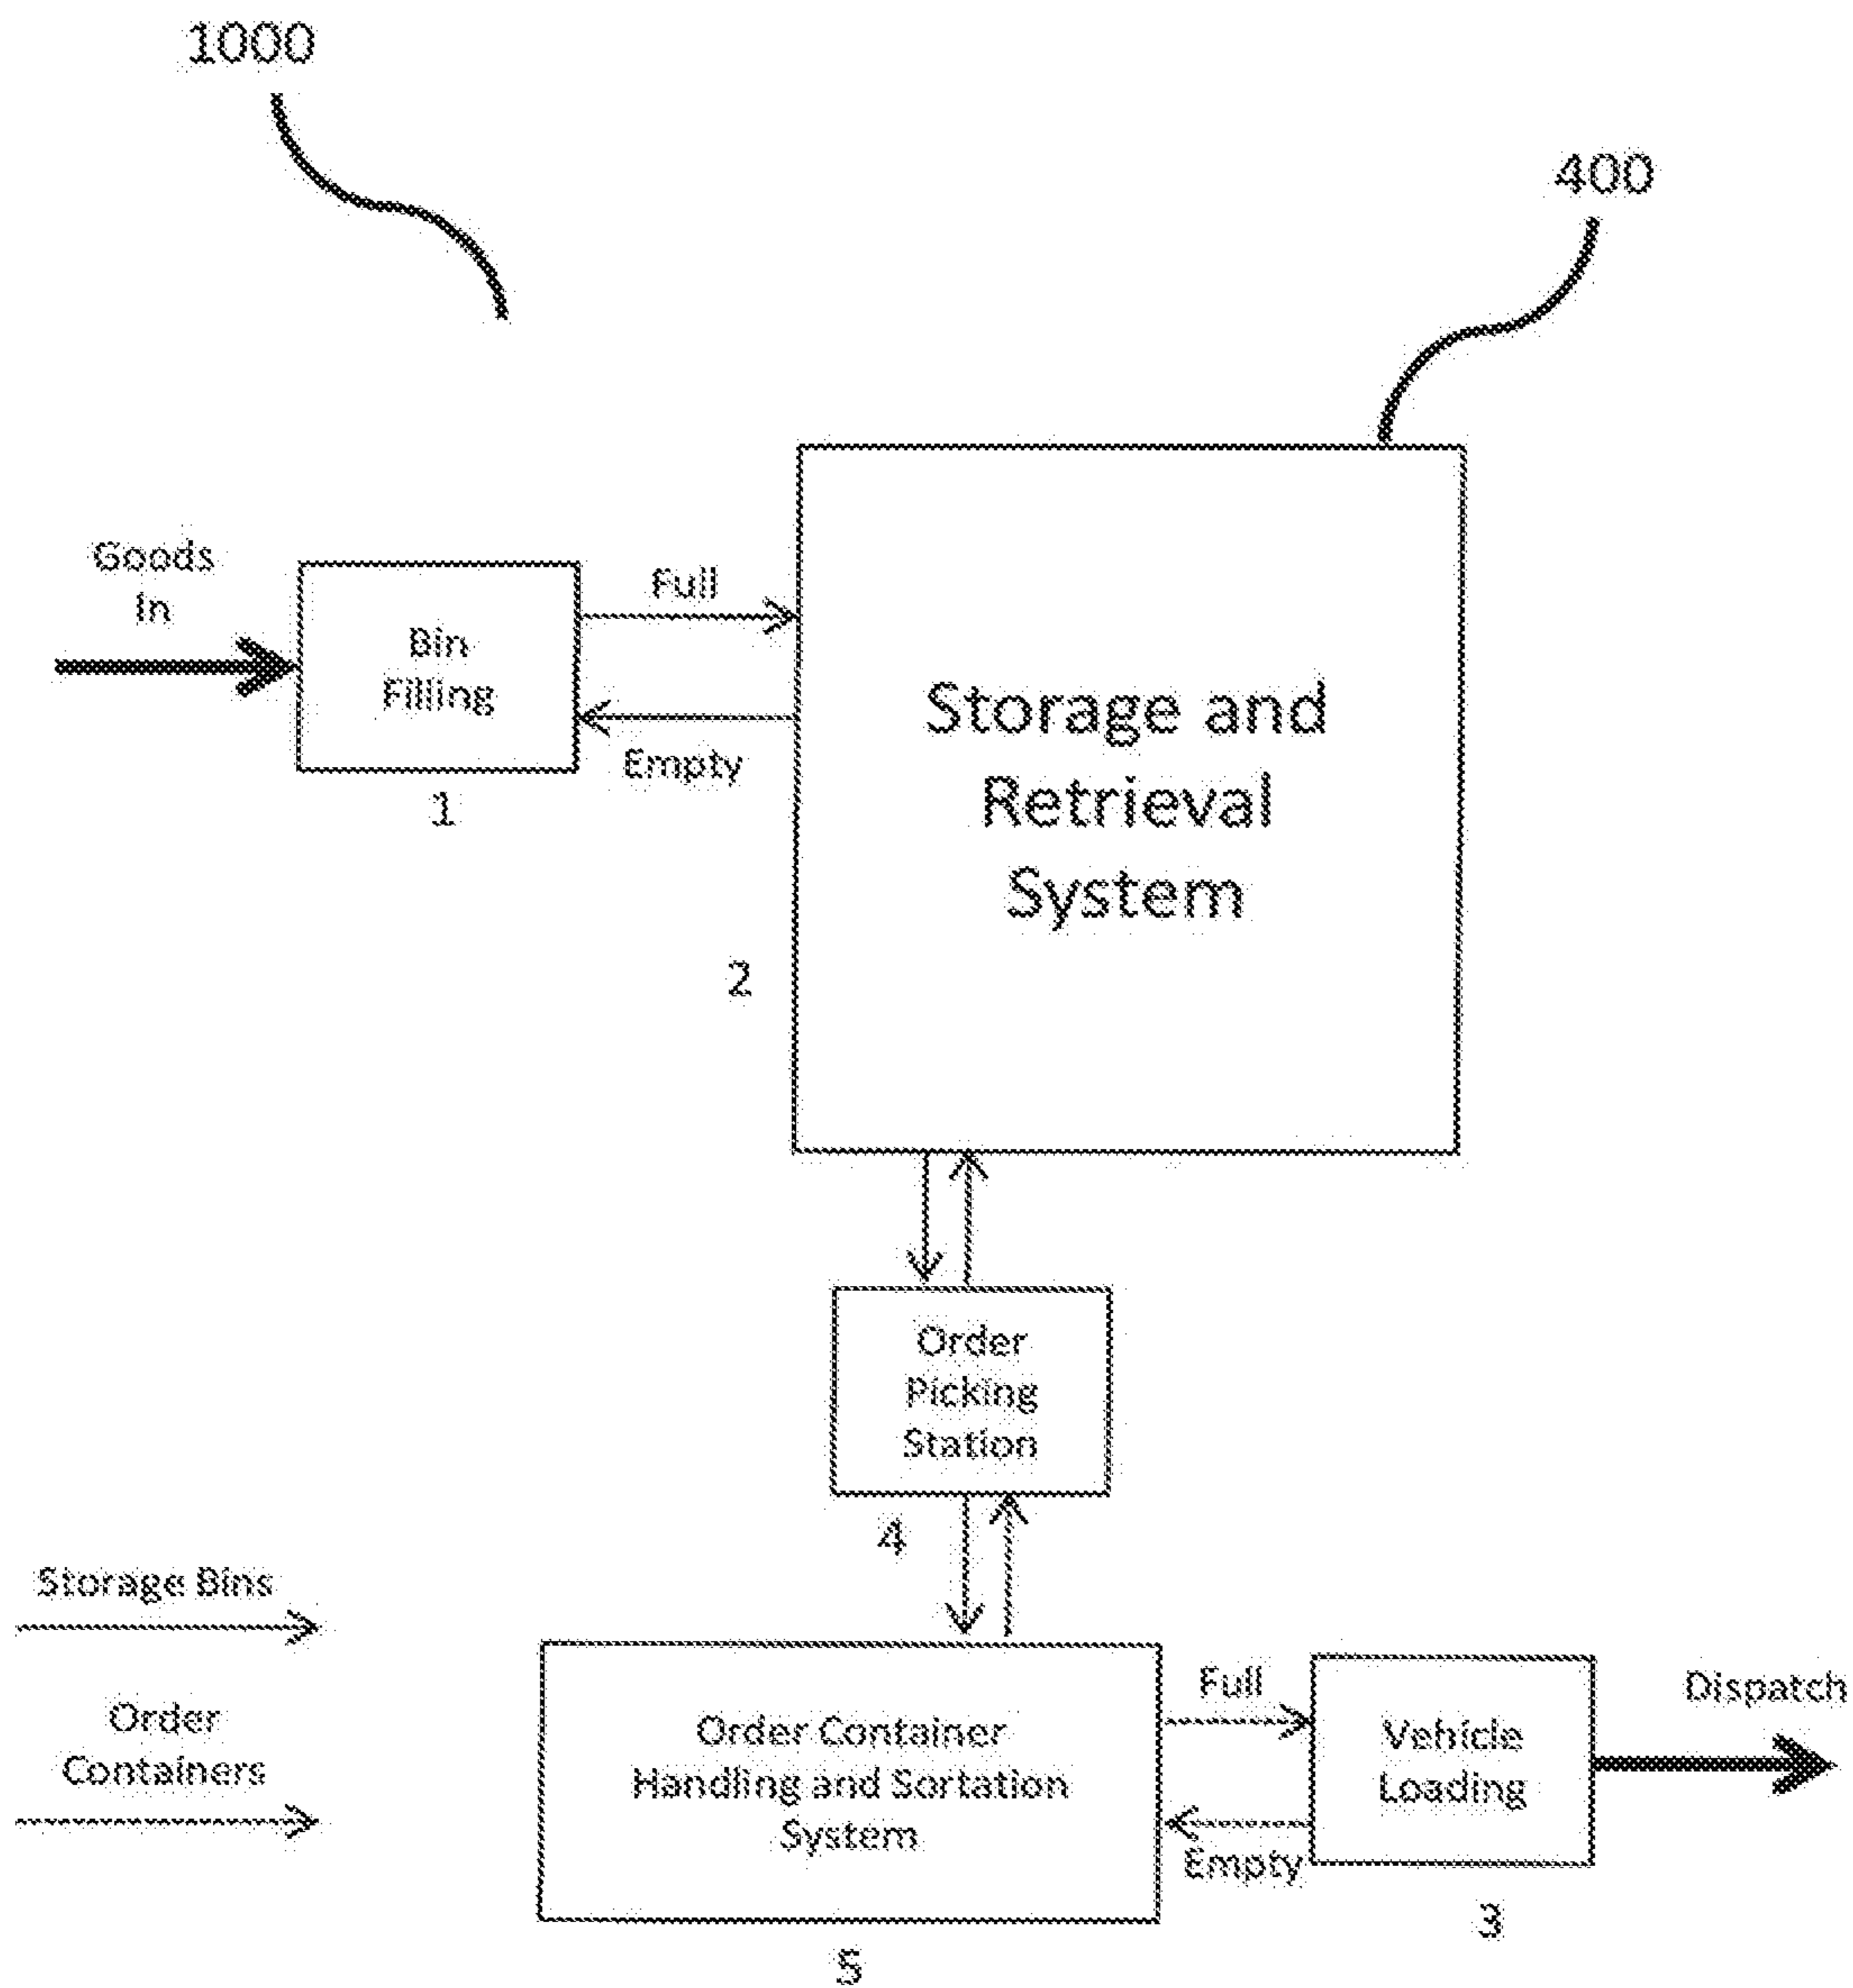 1000
400
Goods
In
Bin
Filling
1
Full
Empty
Storage and
Retrieval
System
2
Order
Picking
Station
4
Storage Bins
Order
Containers
Order Container
Handling and Sortation
System
5
Full
Empty
Vehicle
Loading
3
Dispatch